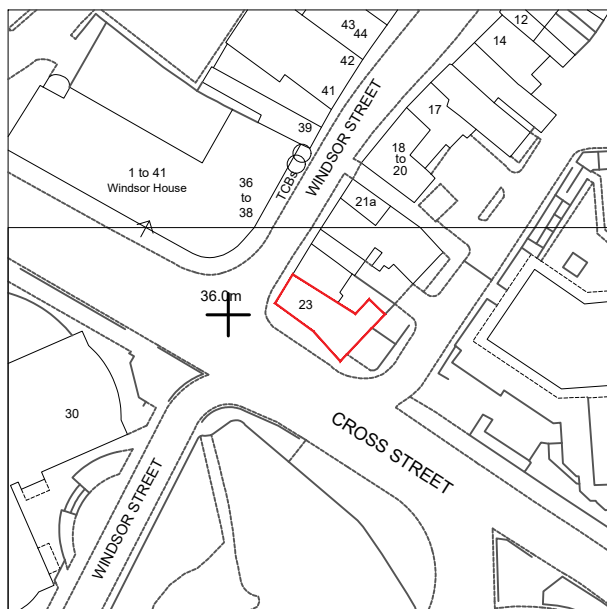 12
43
44
14
42
41
17
39
WINDSOR STREET
18
to
20
1 to 41
Windsor House
36
to
38
TCBs
21a
36.0m
23
30
CROSS STREET
WINDSOR STREET